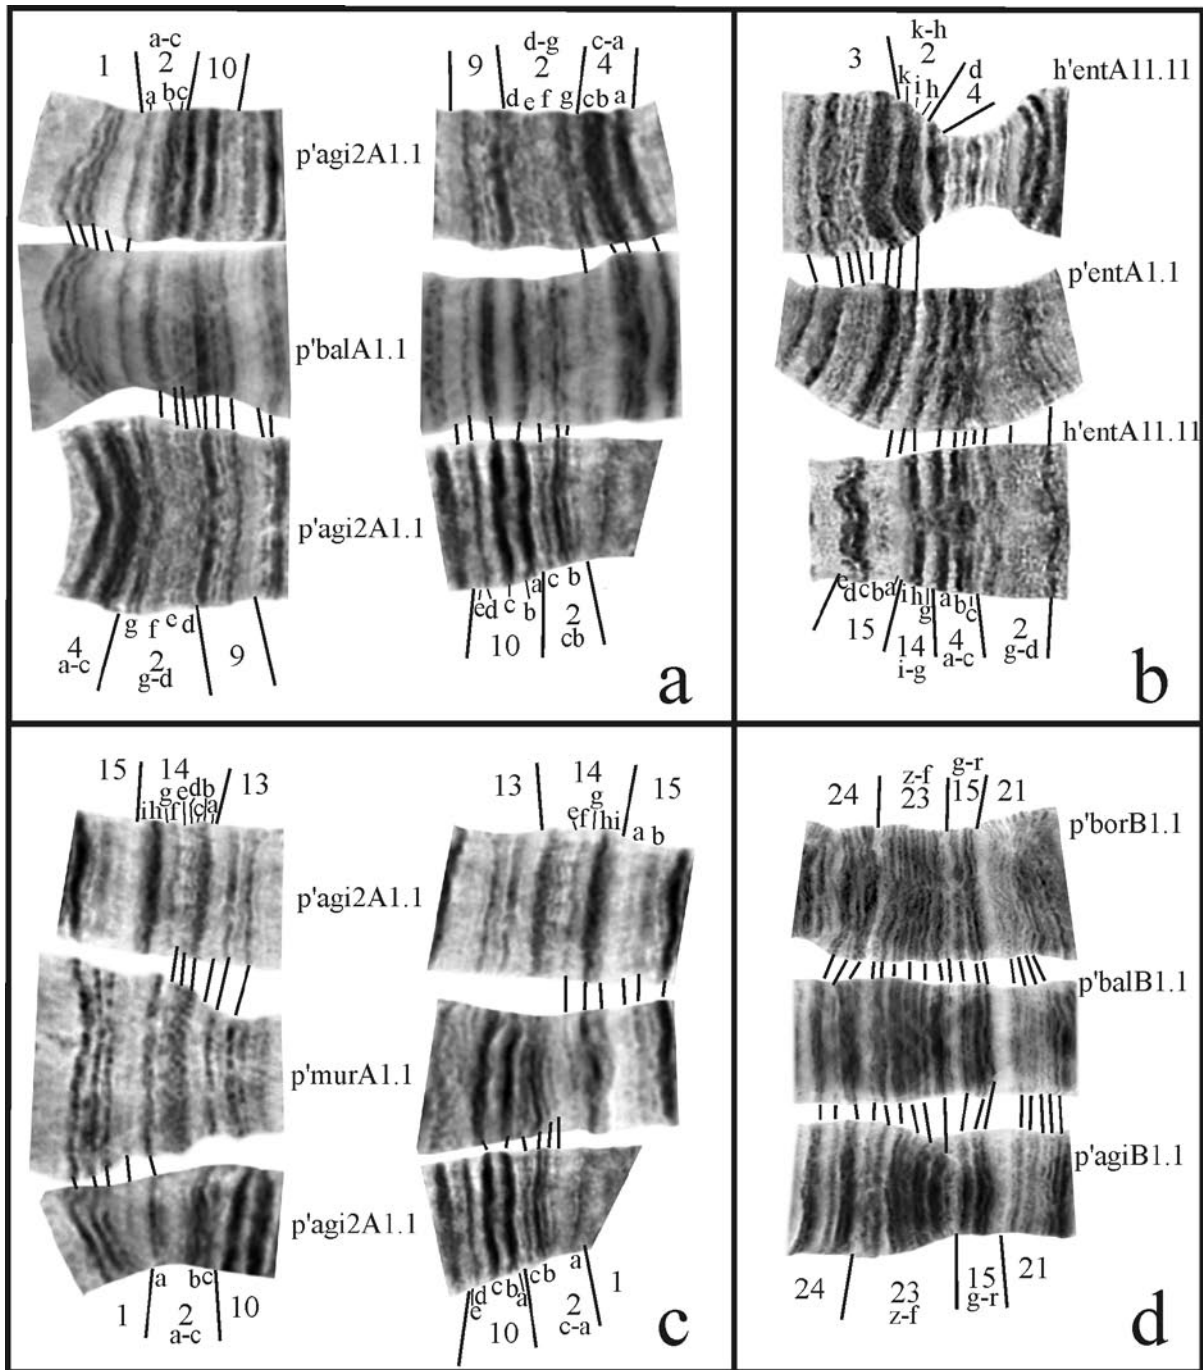 a-c
1 2 10
a bc
p'agi2A1.1
p'balA1.1
p'agi2A1.1
g f e d
4 2 9
a-c g-d
d-g c-a
9 2 4
d e f g cb a
e d c b a c b
10 2
cb
a
k-h
3 2 d
k i h 4
h'entA11.11
p'entA1.1
h'entA11.11
e d c b a i h g a b c
15 14 4 2
i-g a-c g-d
b
15 14 13
g e d b
i h f c a
p'agi2A1.1
p'murA1.1
p'agi2A1.1
a b c
1 2 10
a-c
13 14 15
g
e f h i a b
e d c b a c b a
10 2 1
c-a
c
z-f g-r
24 23 15 21
p'borB1.1
p'balB1.1
p'agiB1.1
24 23 15 21
z-f g-r
d